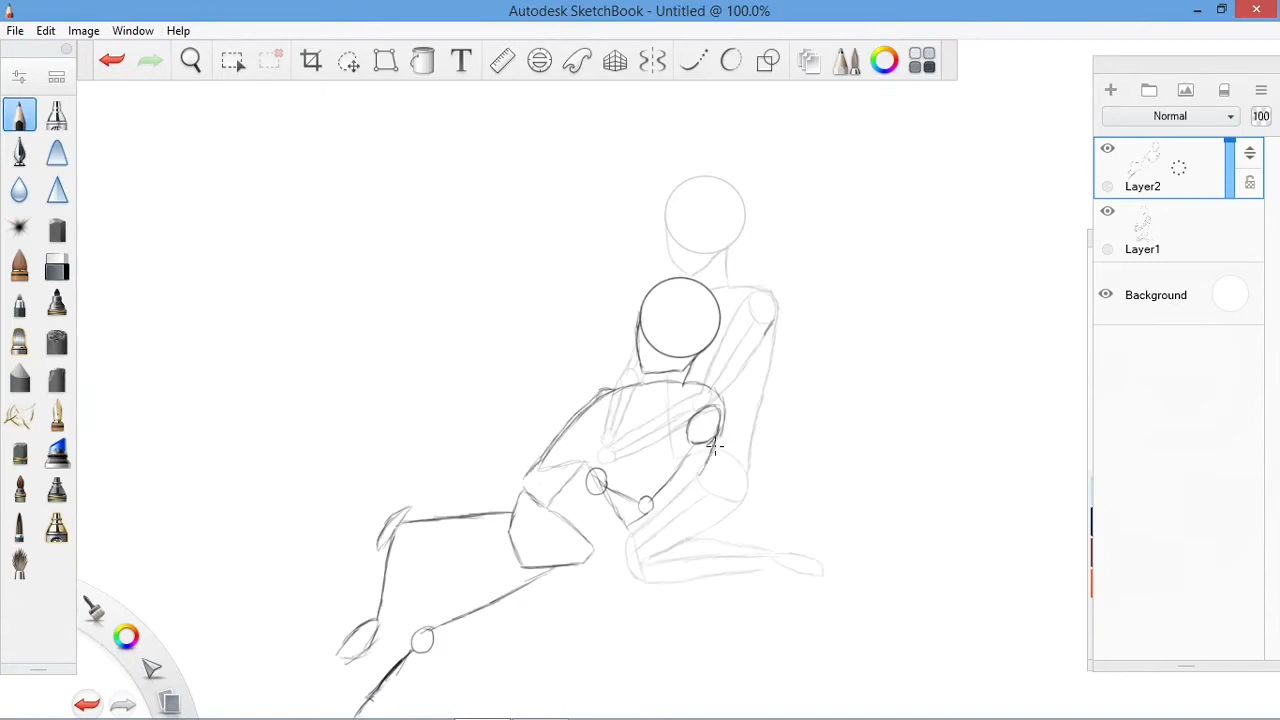 Autodesk SketchBook - Untitled @ 100.0%
File Edit Image Window Help
T
Normal 100
Layer2
Layer1
Background